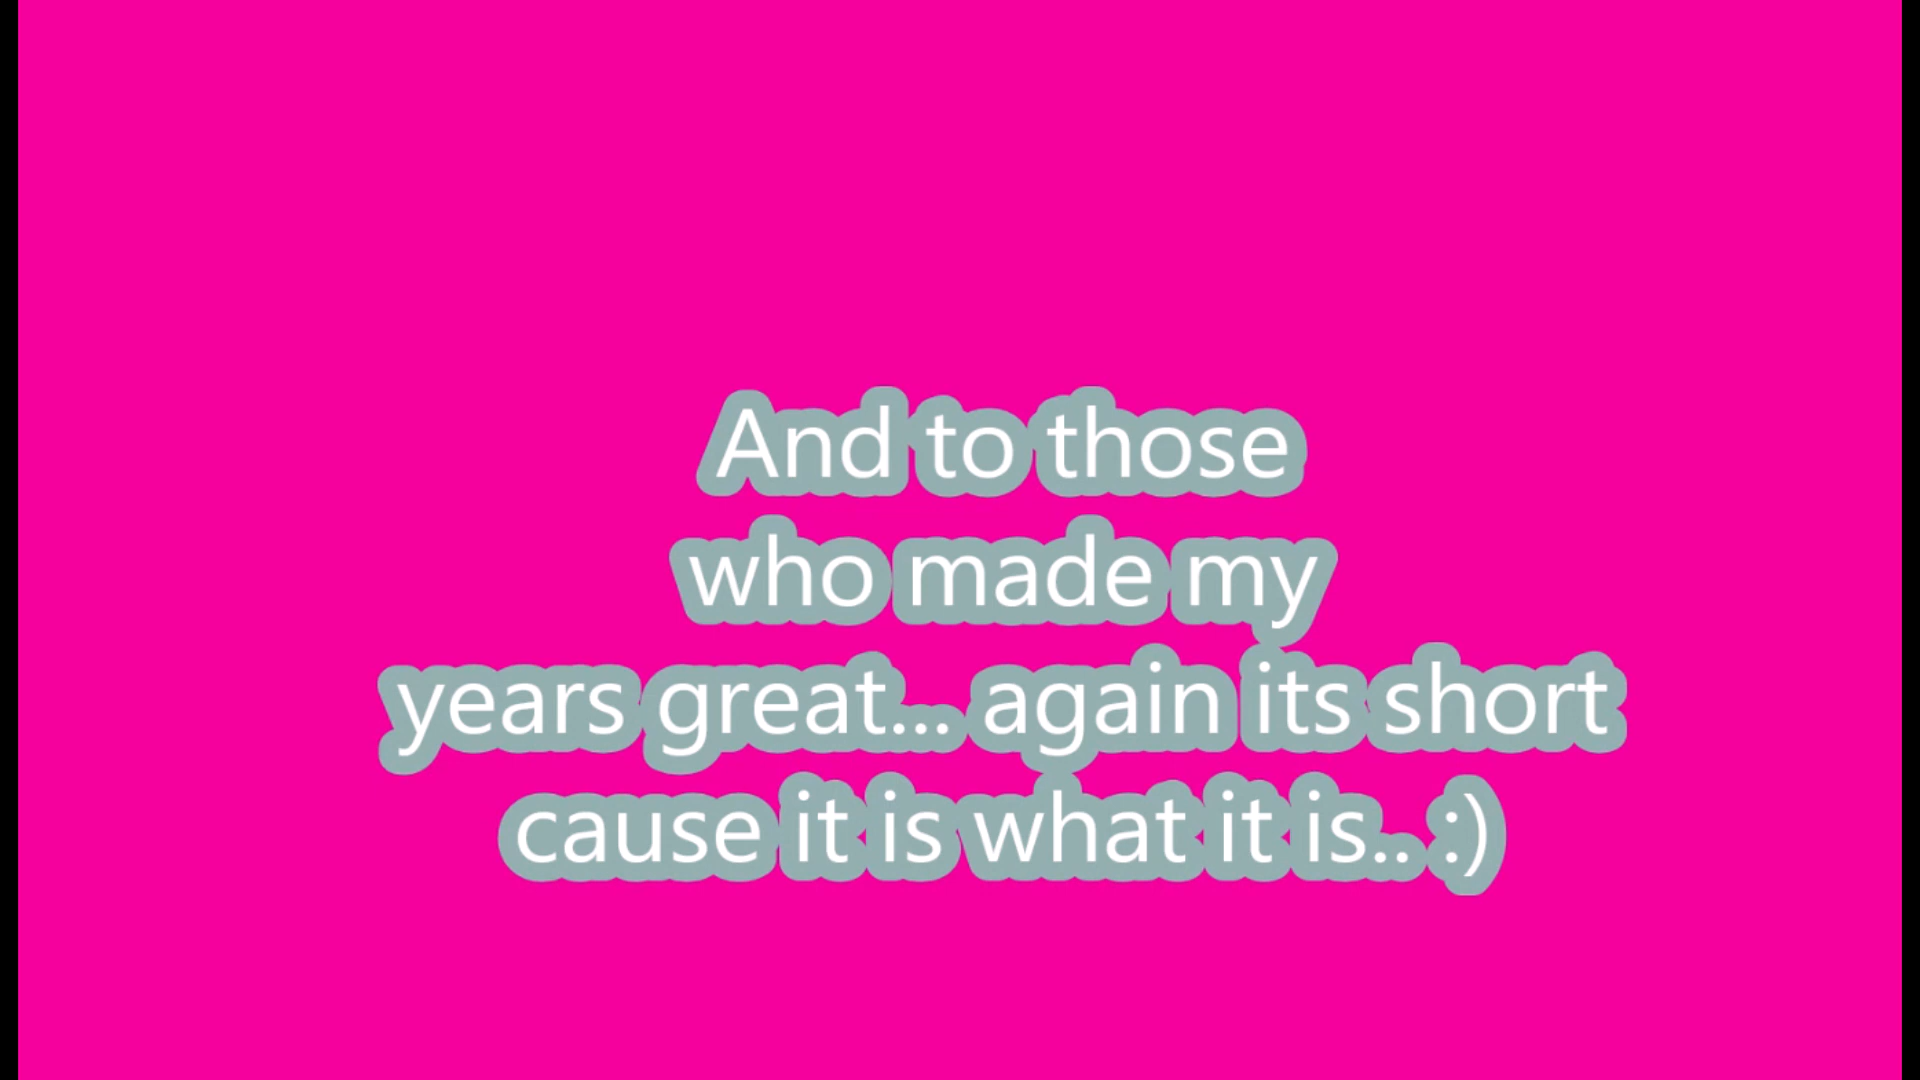 And to those
who made my
years great... again its short
cause it is what it is.. :)